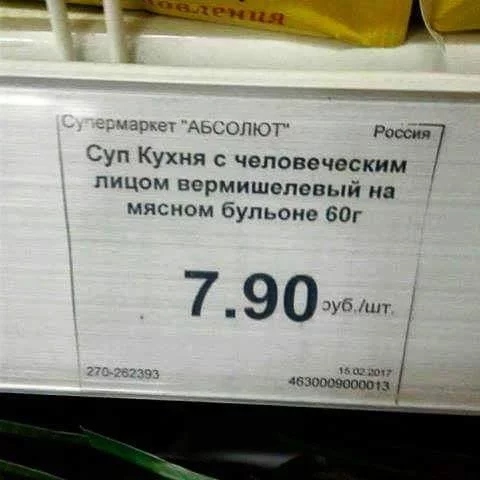 овления
Супермаркет "АБСОЛЮТ" Россия
Суп Кухня с человеческим
лицом вермишелевый на
мясном бульоне 60г
7.90 руб./шт.
270-262393 15.02.2017
4630009000013